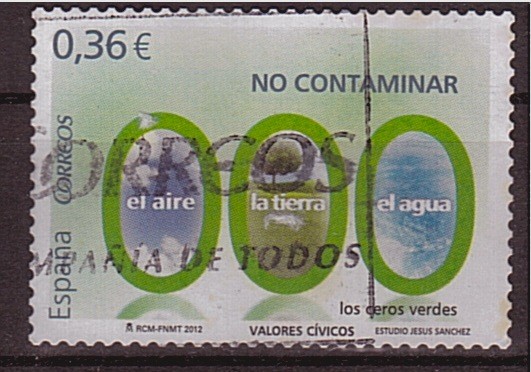 0,36 €
NO CONTAMINAR
España CORREOS
CORREOS
el aire la tierra el agua
DE TODOS
los ceros verdes
RCM-FNMT 2012 VALORES CÍVICOS ESTUDIO JESUS SANCHEZ